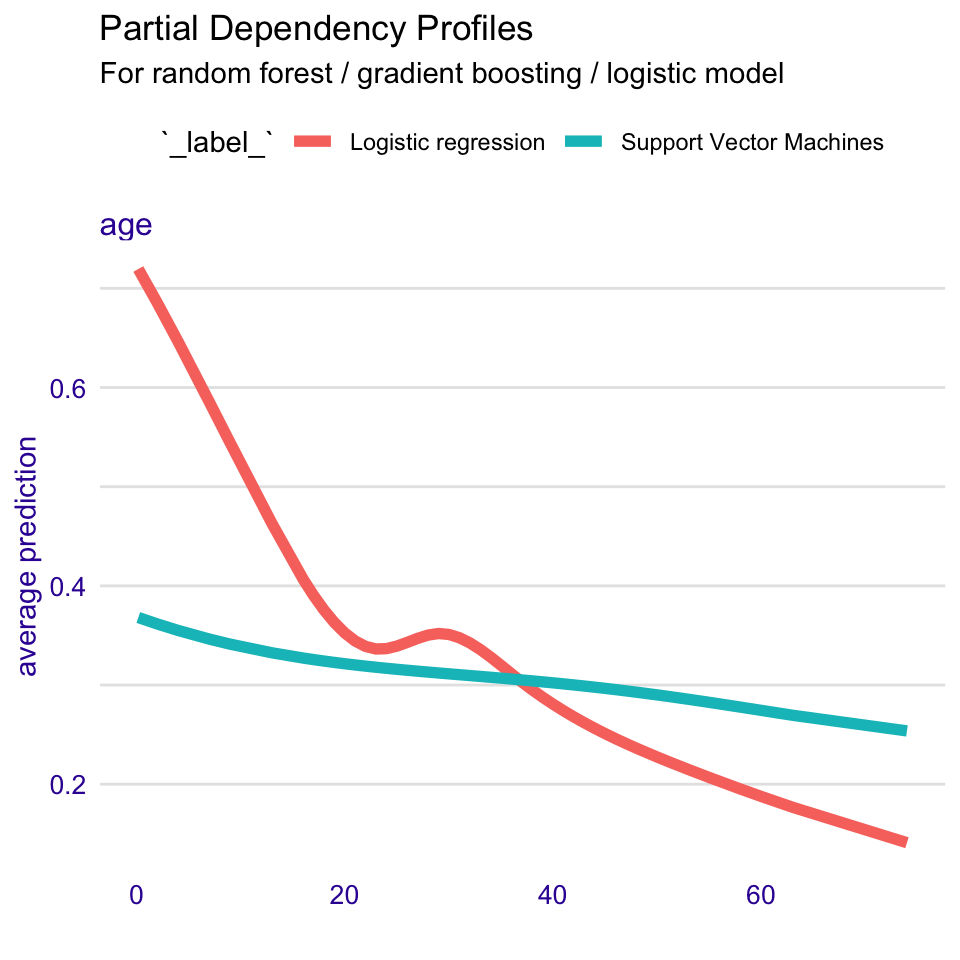 Partial Dependency Profiles
For random forest / gradient boosting / logistic model
`_label_` Logistic regression Support Vector Machines
age
average prediction
0.6
0.4
0.2
0 20 40 60